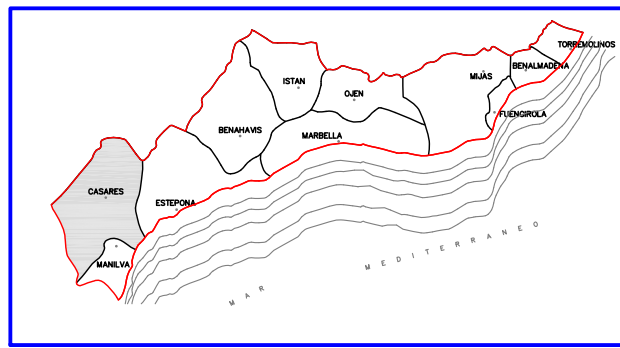 TORREMOLINOS
BENALMADENA
MIJAS
ISTAN
OJEN
FUENGIROLA
BENAHAVIS
MARBELLA
CASARES
ESTEPONA
MANILVA
MAR MEDITERRANEO